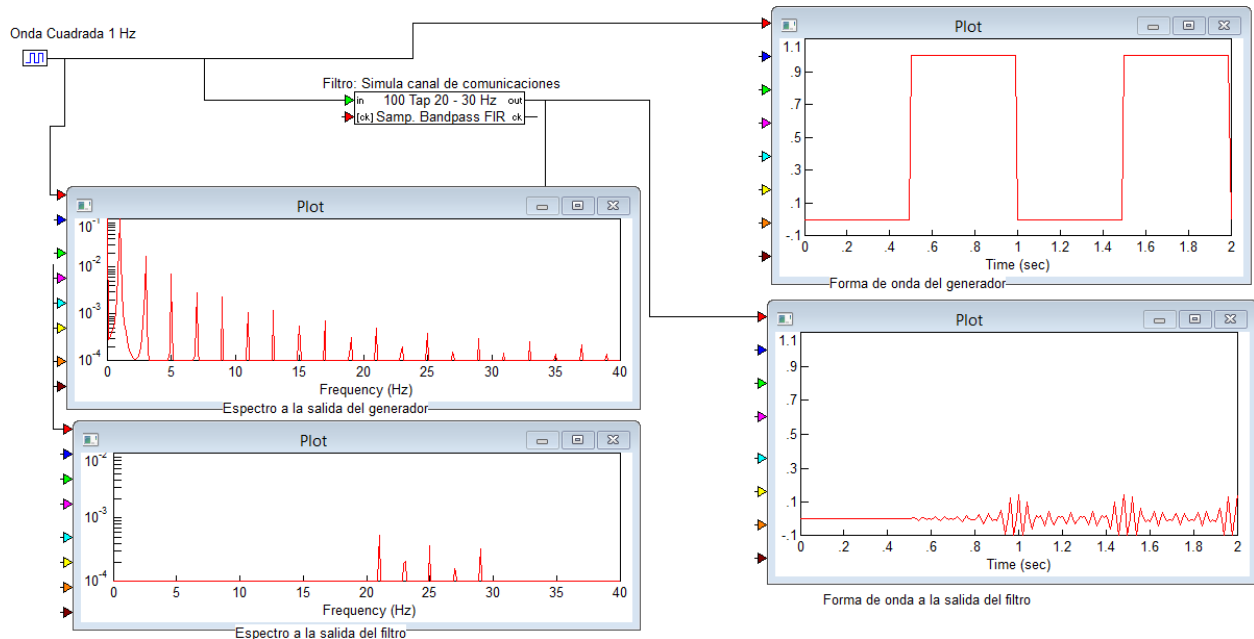 Onda Cuadrada 1 Hz
Filtro: Simula canal de comunicaciones
in 100 Tap 20 - 30 Hz out
[ck] Samp. Bandpass FIR ck
Plot
1.1
.9
.7
.5
.3
.1
-.1
0 .2 .4 .6 .8 1 1.2 1.4 1.6 1.8 2
Time (sec)
Forma de onda del generador
Plot
10-1
10-2
10-3
10-4
0 5 10 15 20 25 30 35 40
Frequency (Hz)
Espectro a la salida del generador
Plot
1.1
.9
.7
.5
.3
.1
-.1
0 .2 .4 .6 .8 1 1.2 1.4 1.6 1.8 2
Time (sec)
Forma de onda a la salida del filtro
Plot
10-2
10-3
10-4
0 5 10 15 20 25 30 35 40
Frequency (Hz)
Espectro a la salida del filtro